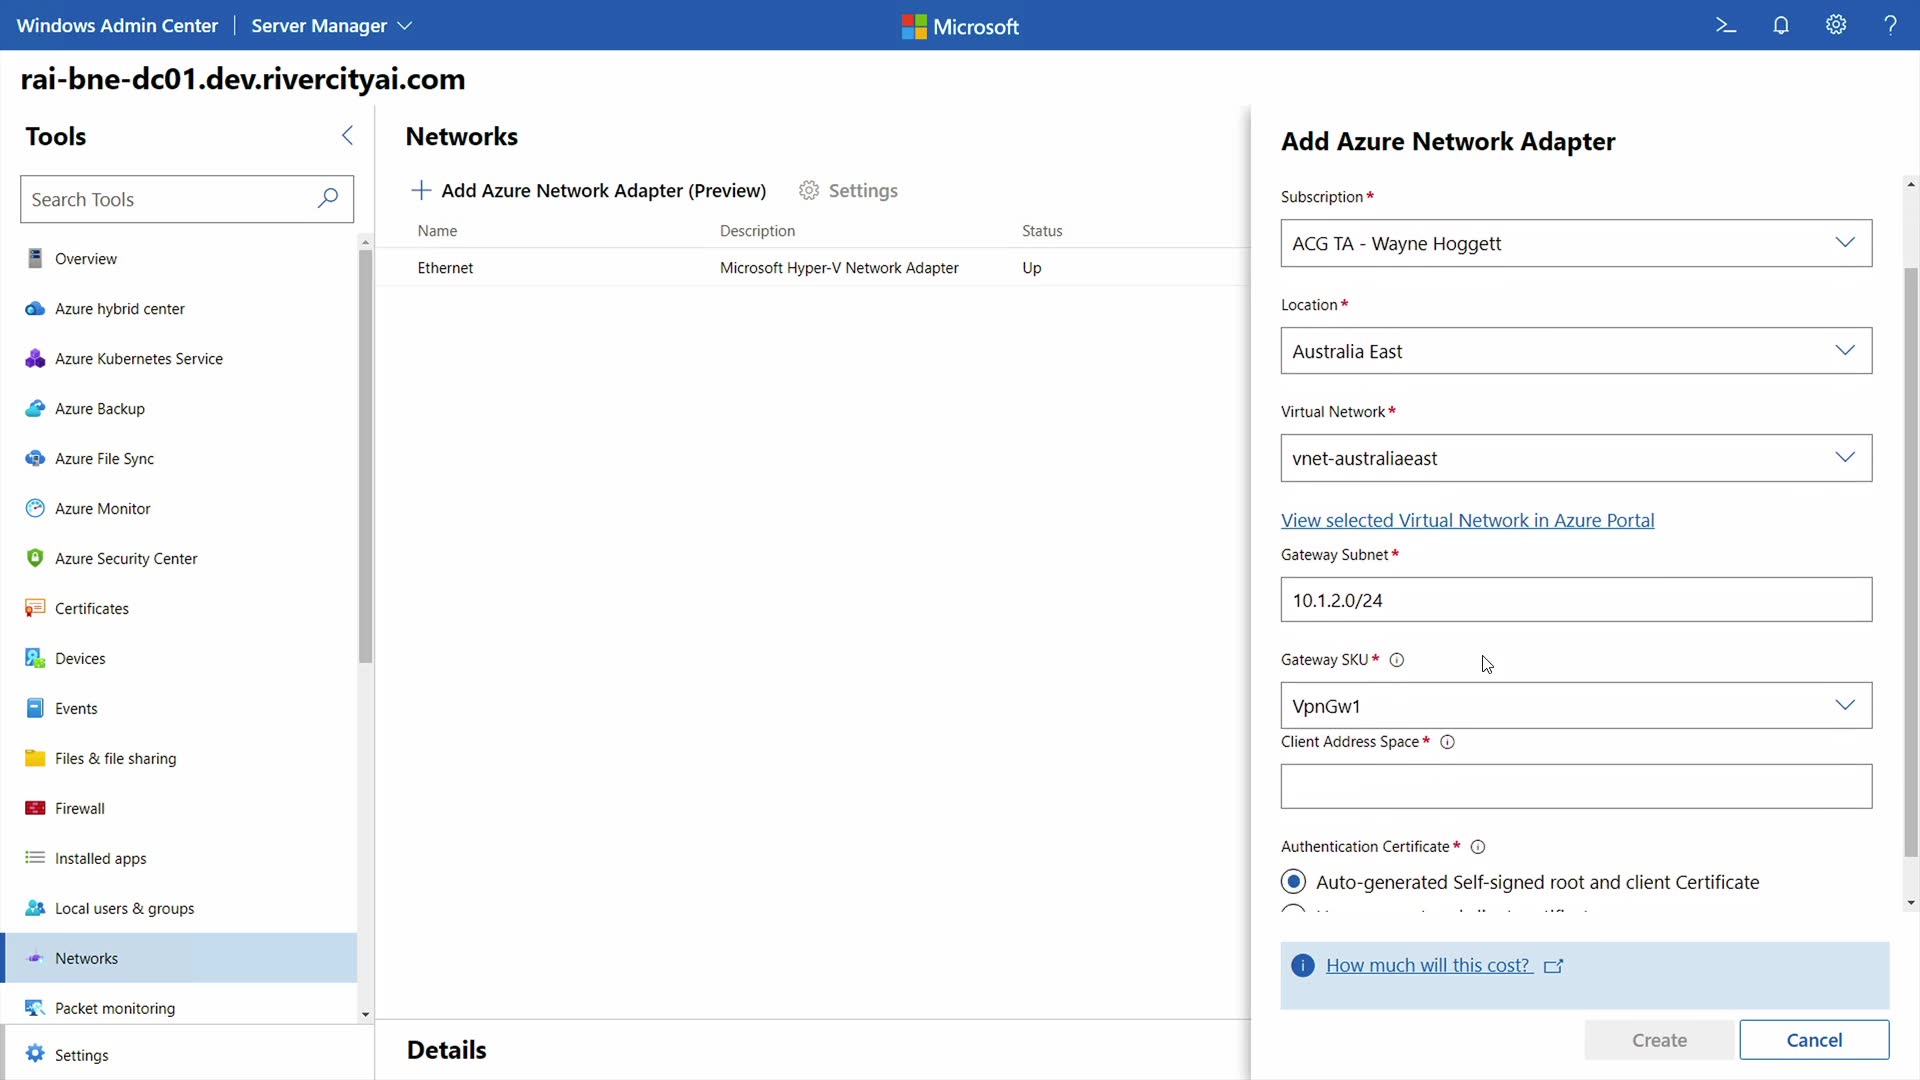 Windows Admin Center
Server Manager
Microsoft
?
rai-bne-dc01.dev.rivercityai.com
Tools
Search Tools
Overview
Azure hybrid center
Azure Kubernetes Service
Azure Backup
Azure File Sync
Azure Monitor
Azure Security Center
Certificates
Devices
Events
Files & file sharing
Firewall
Installed apps
Local users & groups
Networks
Packet monitoring
Settings
Networks
Add Azure Network Adapter (Preview) Settings
Name Description Status
Ethernet Microsoft Hyper-V Network Adapter Up
Details
Add Azure Network Adapter
Subscription *
ACG TA - Wayne Hoggett
Location *
Australia East
Virtual Network *
vnet-australiaeast
View selected Virtual Network in Azure Portal
Gateway Subnet *
10.1.2.0/24
Gateway SKU *
VpnGw1
Client Address Space *
Authentication Certificate *
Auto-generated Self-signed root and client Certificate
How much will this cost?
Create Cancel